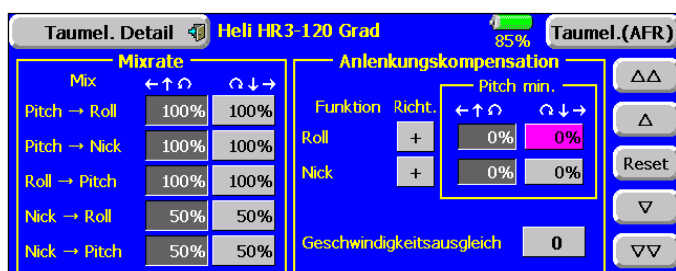 Taumel. Detail Heli HR3-120 Grad 85% Taumel.(AFR)
Mixrate
Mix ←↑∩ ∩↓→
Pitch → Roll 100% 100%
Pitch → Nick 100% 100%
Roll → Pitch 100% 100%
Nick → Roll 50% 50%
Nick → Pitch 50% 50%
Anlenkungskompensation
Pitch min.
Funktion Richt. ←↑∩ ∩↓→
Roll + 0% 0%
Nick + 0% 0%
Geschwindigkeitsausgleich 0
△△
△
Reset
▽
▽▽